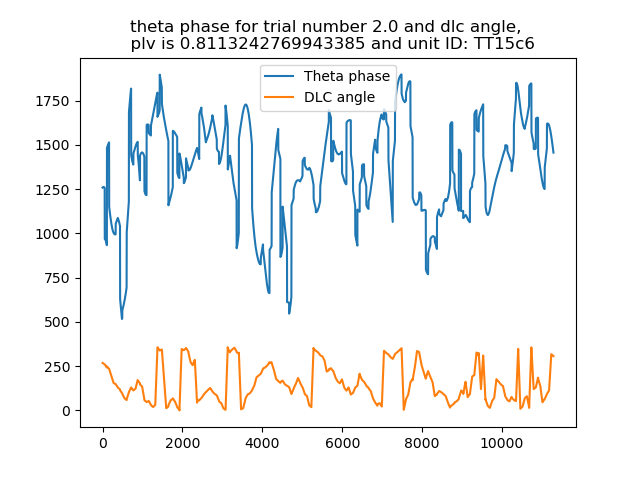 theta phase for trial number 2.0 and dlc angle,
plv is 0.8113242769943385 and unit ID: TT15c6
Theta phase
DLC angle
1750
1500
1250
1000
750
500
250
0
0 2000 4000 6000 8000 10000